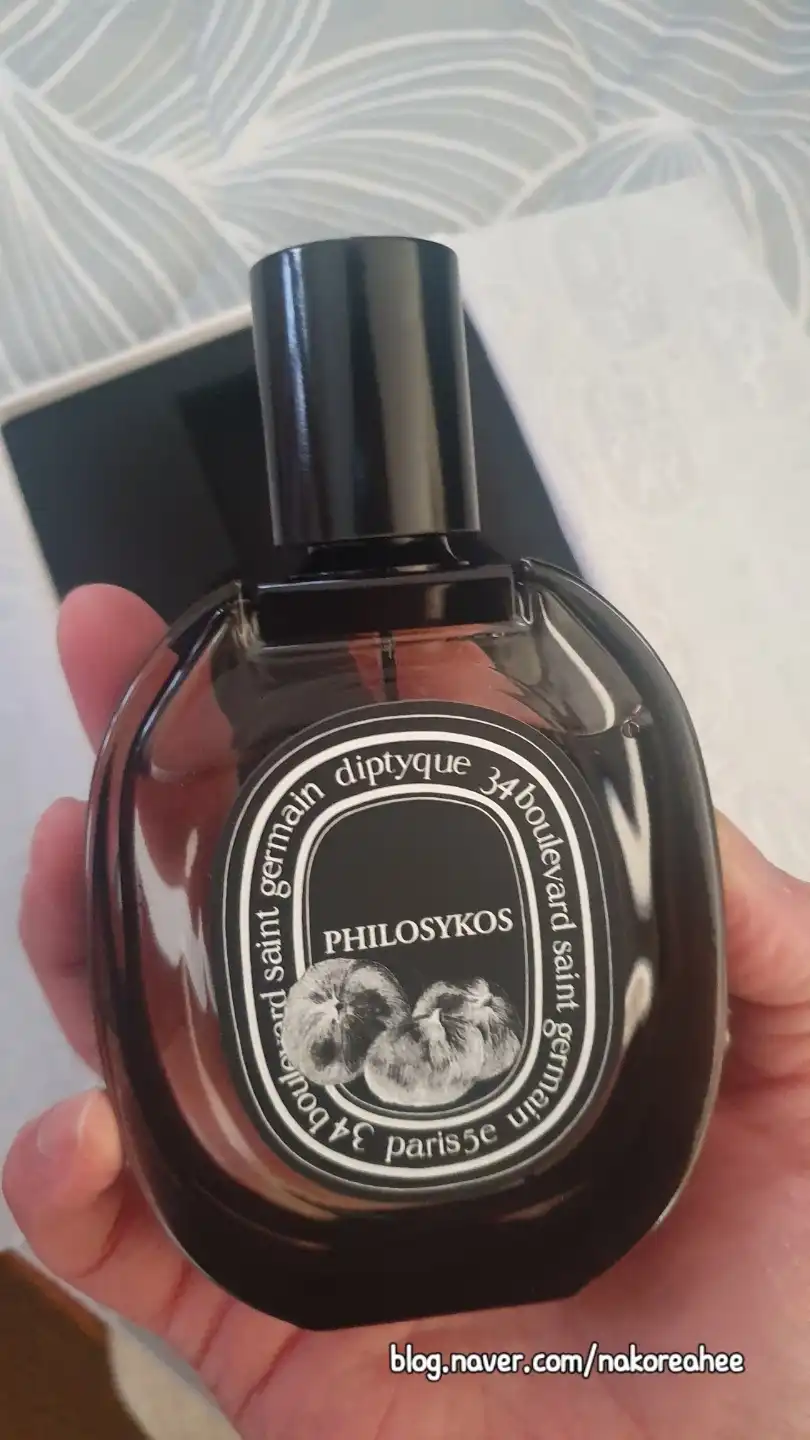 diptyque 34 boulevard saint germain paris5e 34 boulevard saint germain
PHILOSYKOS
blog.naver.com/nakoreahee